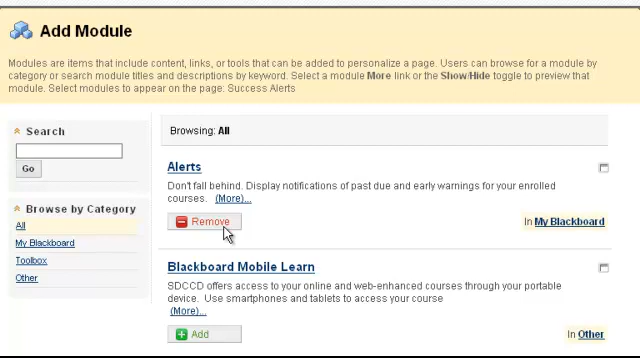 Add Module
Modules are items that include content, links, or tools that can be added to personalize a page. Users can browse for a module by
category or search module titles and descriptions by keyword. Select a module More link or the Show/Hide toggle to preview that
module. Select modules to appear on the page: Success Alerts
Search
Go
Browse by Category
All
My Blackboard
Toolbox
Other
Browsing: All
Alerts
Don't fall behind. Display notifications of past due and early warnings for your enrolled
courses. (More)...
Remove
In My Blackboard
Blackboard Mobile Learn
SDCCD offers access to your online and web-enhanced courses through your portable
device. Use smartphones and tablets to access your course
(More)...
Add
In Other